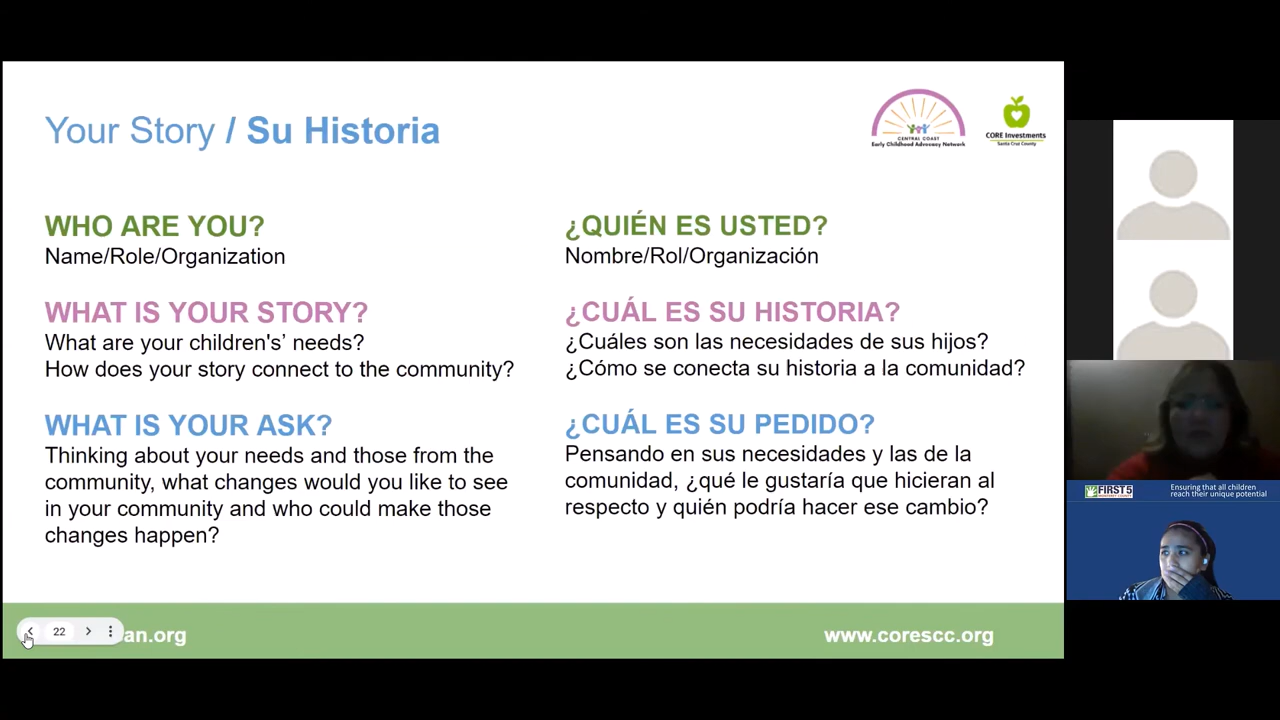 Your Story / Su Historia
CENTRAL COAST
Early Childhood Advocacy Network
CORE Investments
Santa Cruz County
WHO ARE YOU?
Name/Role/Organization
WHAT IS YOUR STORY?
What are your children's’ needs?
How does your story connect to the community?
WHAT IS YOUR ASK?
Thinking about your needs and those from the
community, what changes would you like to see
in your community and who could make those
changes happen?
¿QUIÉN ES USTED?
Nombre/Rol/Organización
¿CUÁL ES SU HISTORIA?
¿Cuáles son las necesidades de sus hijos?
¿Cómo se conecta su historia a la comunidad?
¿CUÁL ES SU PEDIDO?
Pensando en sus necesidades y las de la
comunidad, ¿qué le gustaría que hicieran al
respecto y quién podría hacer ese cambio?
22
an.org
www.corescc.org
FIRST 5
Ensuring that all children
reach their unique potential